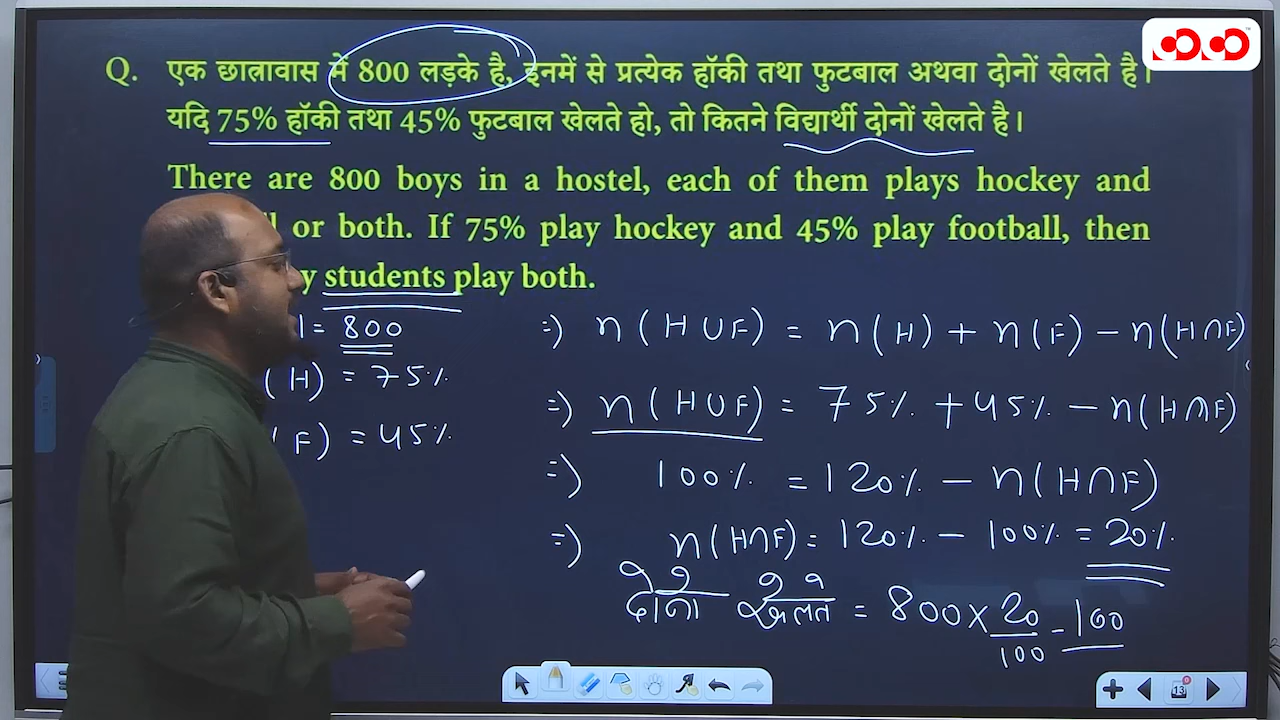 Q. एक छात्रावास में 800 लड़के है, इनमें से प्रत्येक हॉकी तथा फुटबाल अथवा दोनों खेलते है।
यदि 75% हॉकी तथा 45% फुटबाल खेलते हो, तो कितने विद्यार्थी दोनों खेलते है।
There are 800 boys in a hostel, each of them plays hockey and
or both. If 75% play hockey and 45% play football, then
students play both.
= 800
(H) = 75%
F) = 45%
=) n(H∪F) = n(H) + n(F) - n(H∩F)
=) n(H∪F) = 75% + 45% - n(H∩F)
=) 100% = 120% - n(H∩F)
=) n(H∩F) = 120% - 100% = 20%
दोनो खेलते = 800 × 20/100 - 100
13